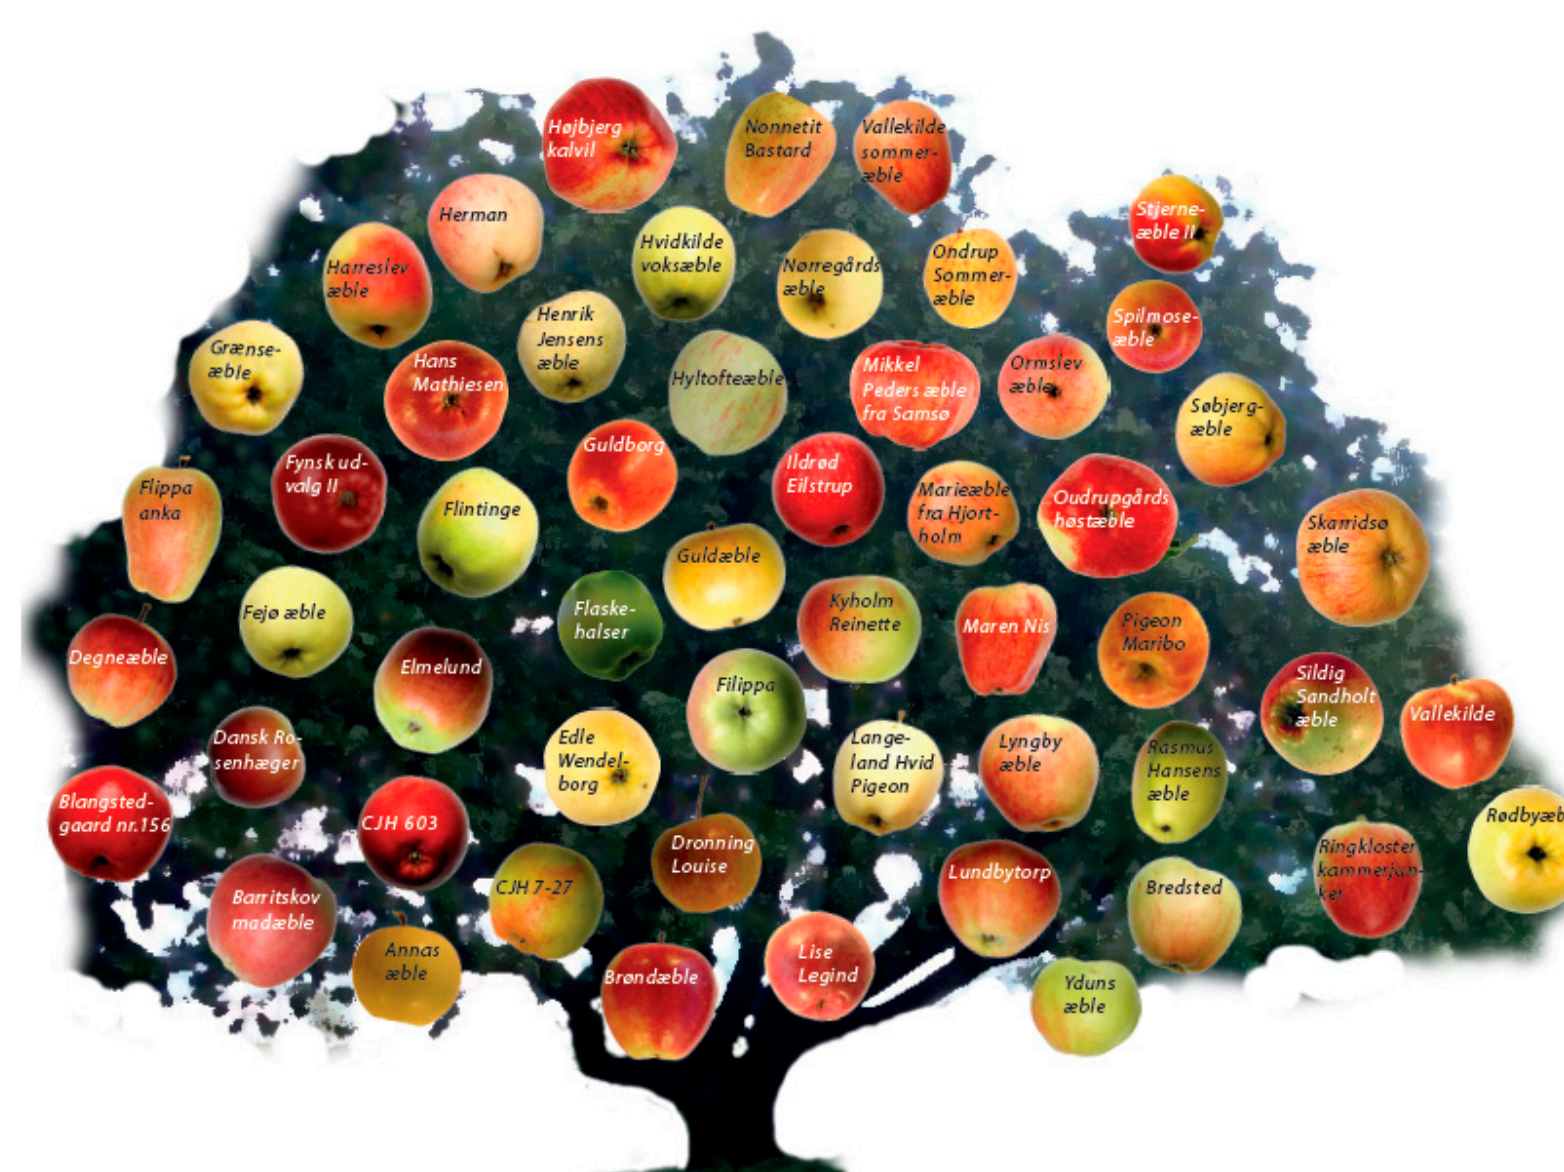 Højbjerg
kalvil
Nonnetit
Bastard
Vallekilde
sommer-
æble
Herman
Stjerne-
æble II
Harreslev
æble
Hvidkilde
voksæble
Nørregårds
æble
Ondrup
Sommer-
æble
Henrik
Jensens
æble
Spilmose-
æble
Grænse-
æble
Hans
Mathiesen
Hyltofteæble
Mikkel
Peders æble
fra Samsø
Ormslev
æble
Søbjerg-
æble
Guldborg
Fynsk ud-
valg II
Ildrød
Eilstrup
Flippa
anka
Flintinge
Marieæble
fra Hjort-
holm
Oudrupgårds
høstæble
Skarridsø
æble
Guldæble
Fejø æble
Flaske-
halser
Kyholm
Reinette
Maren Nis
Pigeon
Maribo
Degneæble
Elmelund
Filippa
Sildig
Sandholt
æble
Vallekilde
Dansk Ro-
senhæger
Edle
Wendel-
borg
Lange-
land Hvid
Pigeon
Lyngby
æble
Rasmus
Hansens
æble
Blangsted-
gaard nr.156
CJH 603
Rødbyæb
Dronning
Louise
Ringkloster
kammerjun-
ker
Barritskov
madæble
CJH 7-27
Lundbytorp
Bredsted
Annas
æble
Brøndæble
Lise
Legind
Yduns
æble